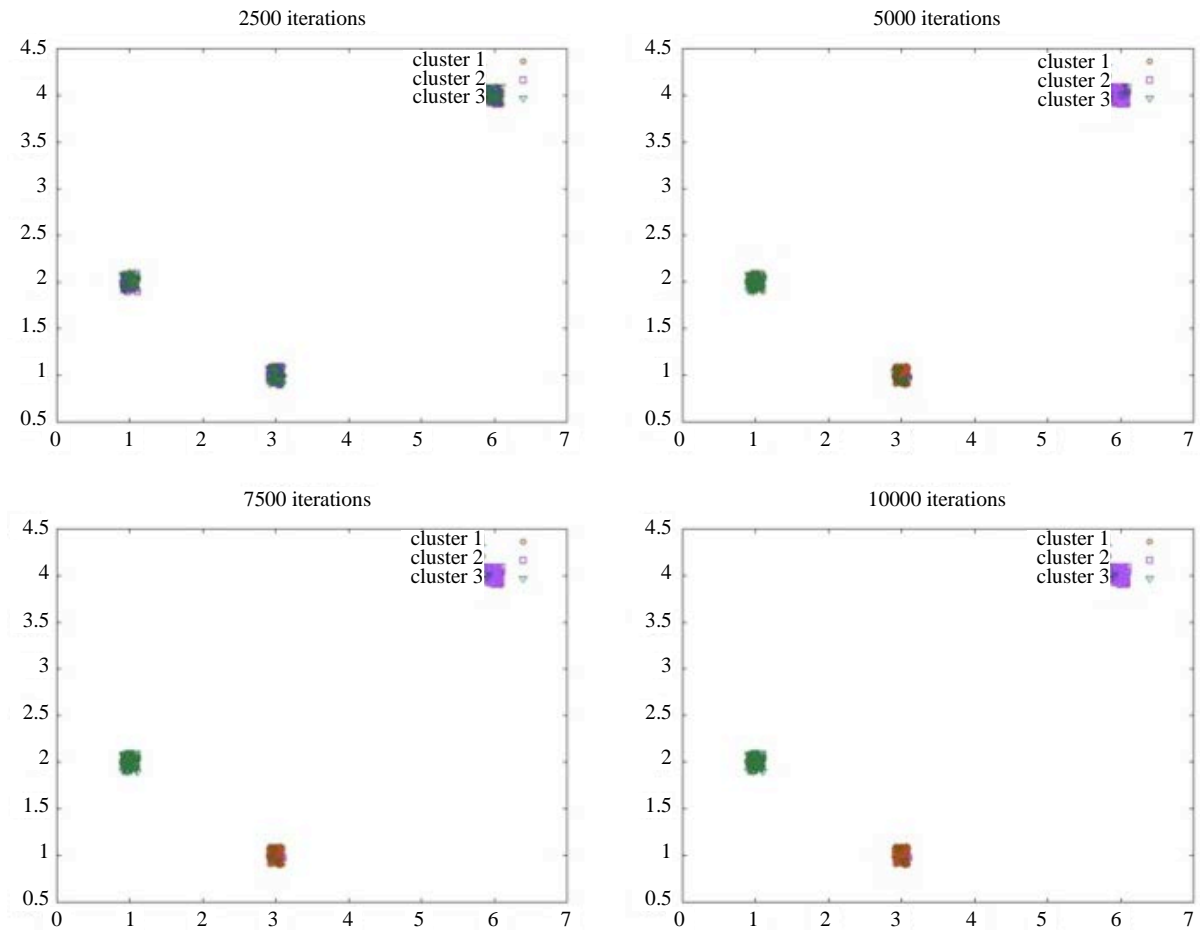 2500 iterations
4.5
4
3.5
3
2.5
2
1.5
1
0.5
0 1 2 3 4 5 6 7
cluster 1
cluster 2
cluster 3
5000 iterations
4.5
4
3.5
3
2.5
2
1.5
1
0.5
0 1 2 3 4 5 6 7
cluster 1
cluster 2
cluster 3
7500 iterations
4.5
4
3.5
3
2.5
2
1.5
1
0.5
0 1 2 3 4 5 6 7
cluster 1
cluster 2
cluster 3
10000 iterations
4.5
4
3.5
3
2.5
2
1.5
1
0.5
0 1 2 3 4 5 6 7
cluster 1
cluster 2
cluster 3